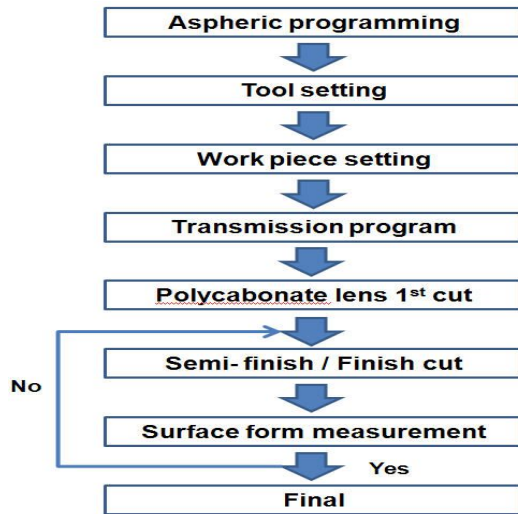 Aspheric programming
Tool setting
Work piece setting
Transmission program
Polycabonate lens 1st cut
Semi- finish / Finish cut
No
Surface form measurement
Yes
Final